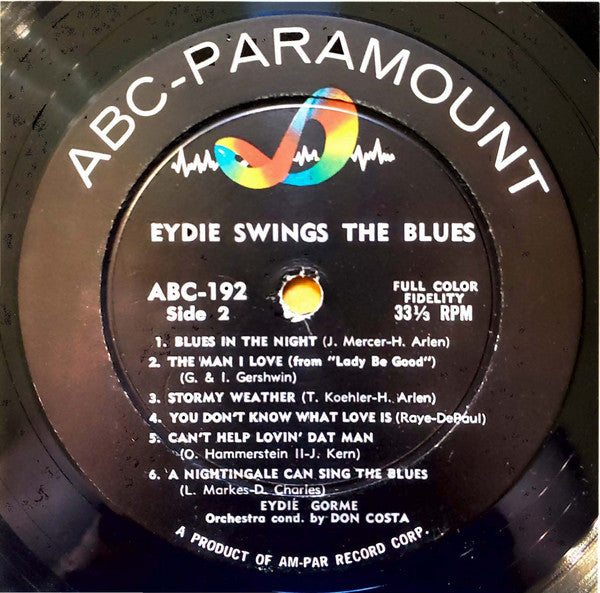 ABC-PARAMOUNT
EYDIE SWINGS THE BLUES
ABC-192
Side 2
FULL COLOR
FIDELITY
33⅓ RPM
1. BLUES IN THE NIGHT (J. Mercer-H. Arlen)
2. THE MAN I LOVE (from "Lady Be Good")
(G. & I. Gershwin)
3. STORMY WEATHER (T. Koehler-H. Arlen)
4. YOU DON'T KNOW WHAT LOVE IS (Raye-DePaul)
5. CAN'T HELP LOVIN' DAT MAN
(O. Hammerstein II-J. Kern)
6. A NIGHTINGALE CAN SING THE BLUES
(L. Markes-D. Charles)
EYDIE GORME
Orchestra cond. by DON COSTA
A PRODUCT OF AM-PAR RECORD CORP.